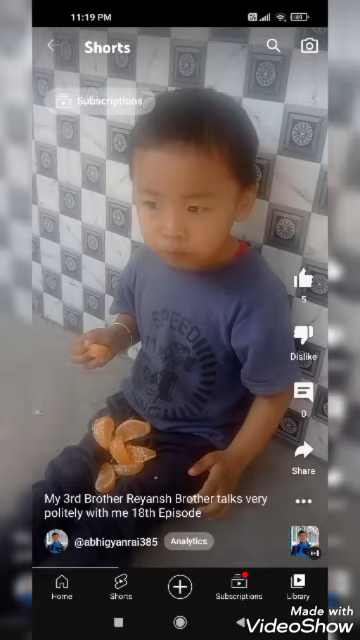 11:19 PM
Shorts
Subscriptions
SPEED
5
Dislike
0
Share
My 3rd Brother Reyansh Brother talks very
politely with me 18th Episode
@abhigyanrai385
Analytics
Home
Shorts
Subscriptions
Library
Made with
VideoShow